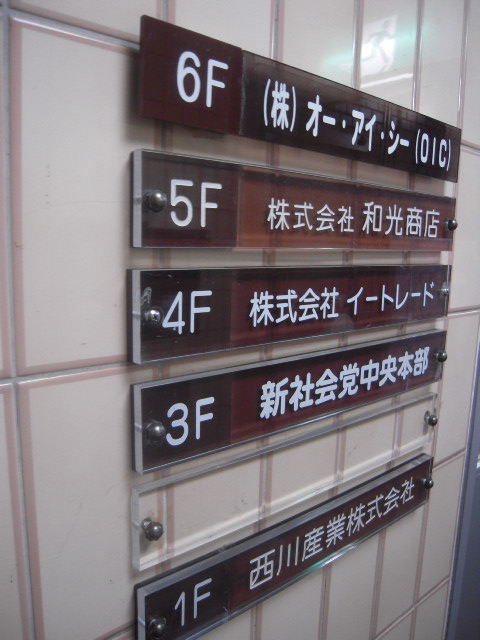 6F (株) オー・アイ・シー (OIC)
5F 株式会社 和光商店
4F 株式会社 イートレード
3F 新社会党中央本部
1F 西川産業株式会社